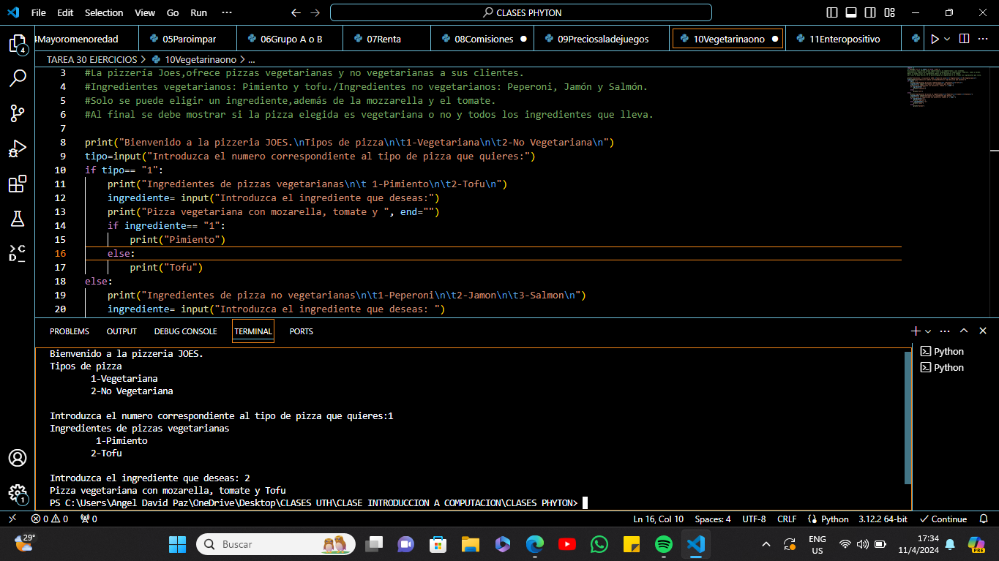 File Edit Selection View Go Run ··· CLASES PHYTON
4Mayoromenoredad 05Paroimpar 06Grupo A o B 07Renta 08Comisiones 09Preciosaladejuegos 10Vegetarinaono 11Enteropositivo
TAREA 30 EJERCICIOS > 10Vegetarinaono > ...
3 #La pizzería Joes,ofrece pizzas vegetarianas y no vegetarianas a sus clientes.
4 #Ingredientes vegetarianos: Pimiento y tofu./Ingredientes no vegetarianos: Peperoni, Jamón y Salmón.
5 #Solo se puede eligir un ingrediente,además de la mozzarella y el tomate.
6 #Al final se debe mostrar si la pizza elegida es vegetariana o no y todos los ingredientes que lleva.
7
8 print("Bienvenido a la pizzeria JOES.\nTipos de pizza\n\t1-Vegetariana\n\t2-No Vegetariana\n")
9 tipo=input("Introduzca el numero correspondiente al tipo de pizza que quieres:")
10 if tipo== "1":
11 print("Ingredientes de pizzas vegetarianas\n\t 1-Pimiento\n\t2-Tofu\n")
12 ingrediente= input("Introduzca el ingrediente que deseas:")
13 print("Pizza vegetariana con mozarella, tomate y ", end="")
14 if ingrediente== "1":
15 print("Pimiento")
16 else:
17 print("Tofu")
18 else:
19 print("Ingredientes de pizza no vegetarianas\n\t1-Peperoni\n\t2-Jamon\n\t3-Salmon\n")
20 ingrediente= input("Introduzca el ingrediente que deseas: ")
PROBLEMS OUTPUT DEBUG CONSOLE TERMINAL PORTS
Bienvenido a la pizzeria JOES.
Tipos de pizza
1-Vegetariana
2-No Vegetariana
Introduzca el numero correspondiente al tipo de pizza que quieres:1
Ingredientes de pizzas vegetarianas
1-Pimiento
2-Tofu
Introduzca el ingrediente que deseas: 2
Pizza vegetariana con mozarella, tomate y Tofu
PS C:\Users\Angel David Paz\OneDrive\Desktop\CLASES UTH\CLASE INTRODUCCION A COMPUTACION\CLASES PHYTON>
Python
Python
4
1
0 0 0 Ln 16, Col 10 Spaces: 4 UTF-8 CRLF Python 3.12.2 64-bit Continue
29° Buscar ENG US 17:34 11/4/2024 PRE